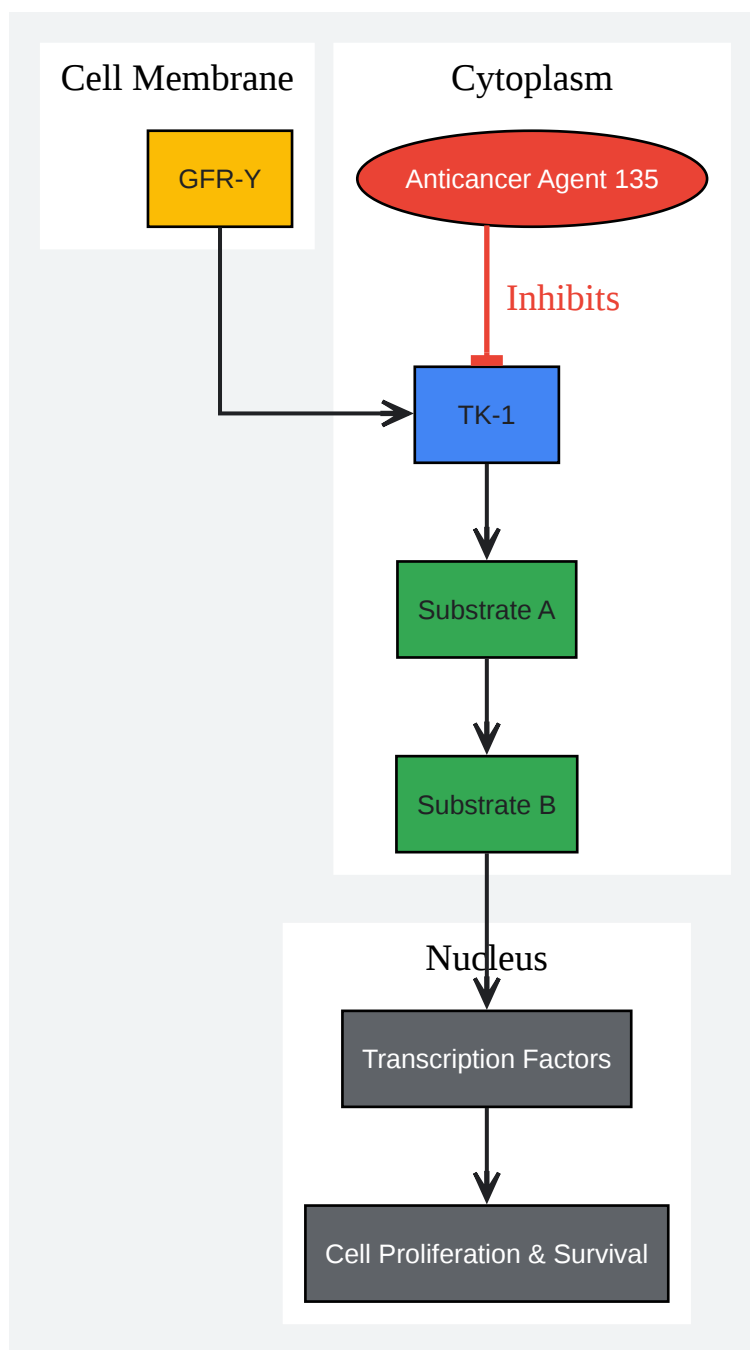 Cell Membrane
Cytoplasm
GFR-Y
Anticancer Agent 135
Inhibits
TK-1
Substrate A
Substrate B
Nucleus
Transcription Factors
Cell Proliferation & Survival